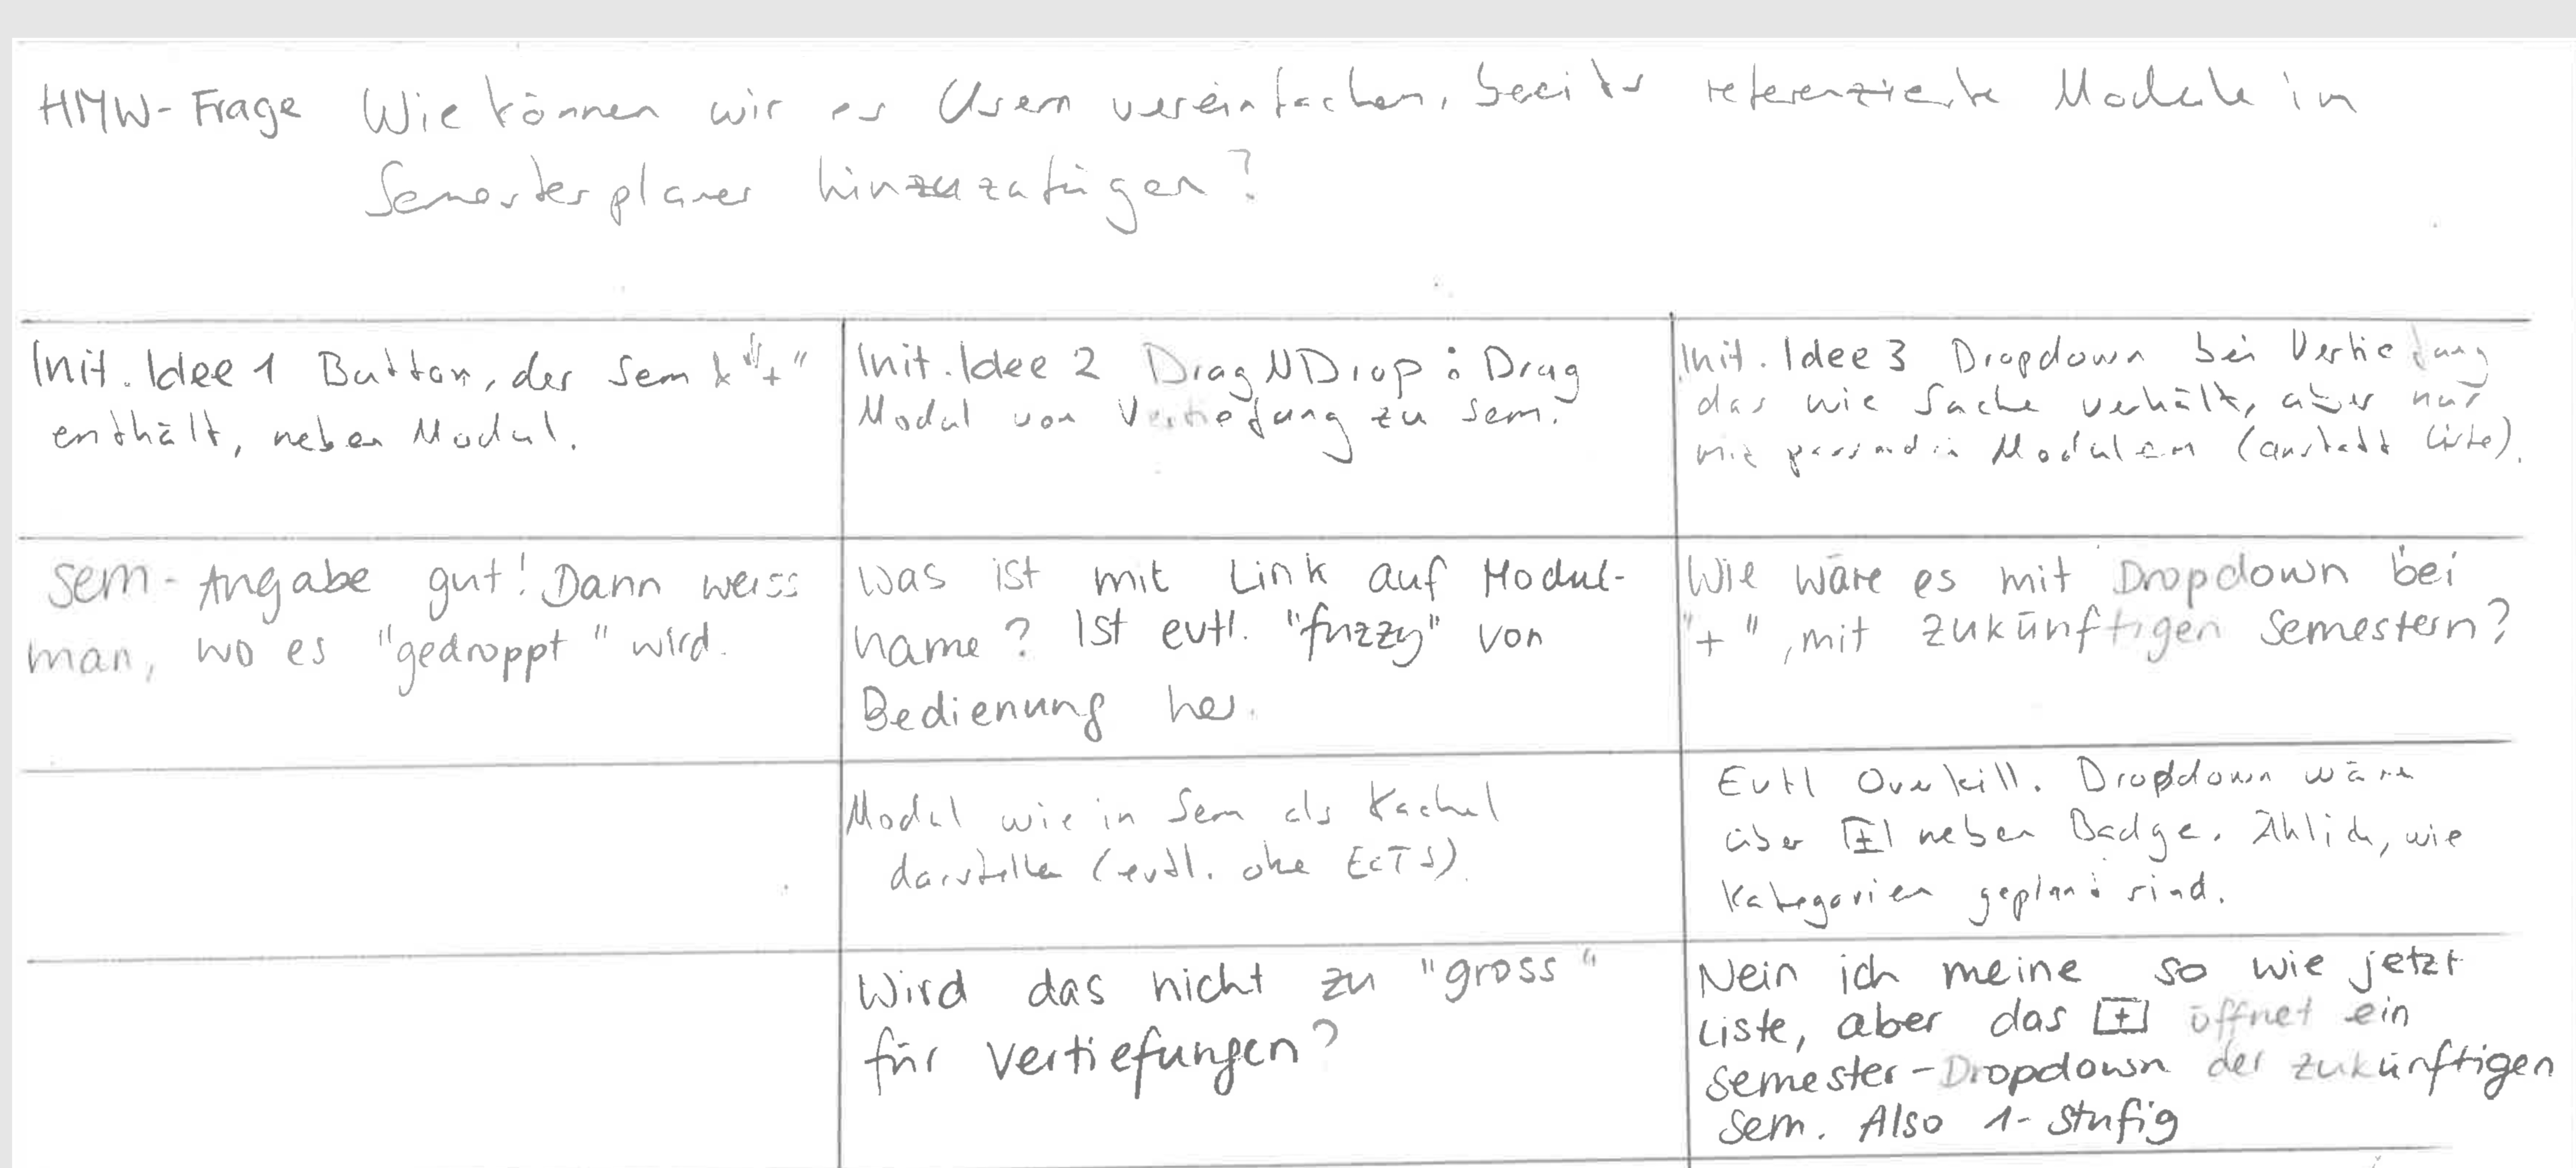 HMW-Frage Wie können wir es Usern vereinfachen, bereits referenzierte Module in
Semesterplaner hinzuzufügen?
Init. Idee 1 Button, der Sem & "+"
enthält, neben Modul.
Init. Idee 2 DragNDrop: Drag
Modul von Vertiefung zu Sem.
Init. Idee 3 Dropdown bei Vertiefung
das wie Suche verhält, aber nur
mit passenden Modulen (anstatt Liste).
Sem-Angabe gut! Dann weiss
man, wo es "gedroppt" wird.
Was ist mit Link auf Modul-
name? Ist evtl. "fuzzy" von
Bedienung her.
Wie wäre es mit Dropdown bei
"+", mit zukünftigen Semestern?
Modul wie in Sem als Kachel
darstellen (evtl. ohne ECTS).
Evtl Overkill. Dropdown wäre
über [+] neben Badge. Ählich, wie
Kategorien geplant sind.
Wird das nicht zu "gross"
für Vertiefungen?
Nein ich meine so wie jetzt
Liste, aber das [+] öffnet ein
Semester-Dropdown der zukünftigen
Sem. Also 1-stufig